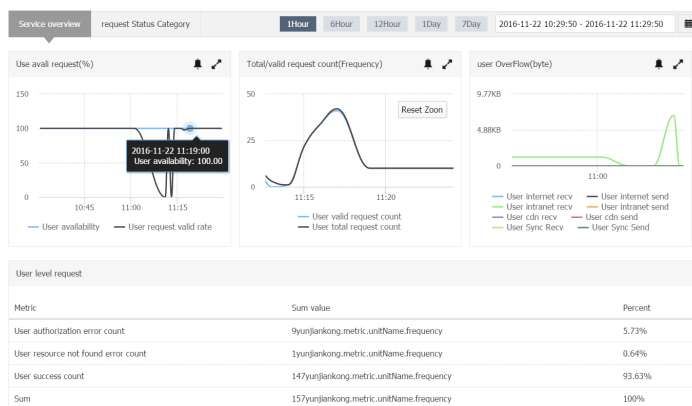 Service overview
request Status Category
1Hour
6Hour
12Hour
1Day
7Day
2016-11-22 10:29:50 - 2016-11-22 11:29:50
Use avali request(%)
150
100
50
0
10:45
11:00
11:15
2016-11-22 11:19:00
User availability: 100.00
User availability
User request valid rate
Total/valid request count(Frequency)
50
25
0
11:15
11:20
Reset Zoon
User valid request count
User total request count
user OverFlow(byte)
9.77KB
4.88KB
0
11:00
User internet recv
User internet send
User intranet recv
User intranet send
User cdn recv
User cdn send
User Sync Recv
User Sync Send
User level request
Metric Sum value Percent
User authorization error count 9yunjiankong.metric.unitName.frequency 5.73%
User resource not found error count 1yunjiankong.metric.unitName.frequency 0.64%
User success count 147yunjiankong.metric.unitName.frequency 93.63%
Sum 157yunjiankong.metric.unitName.frequency 100%